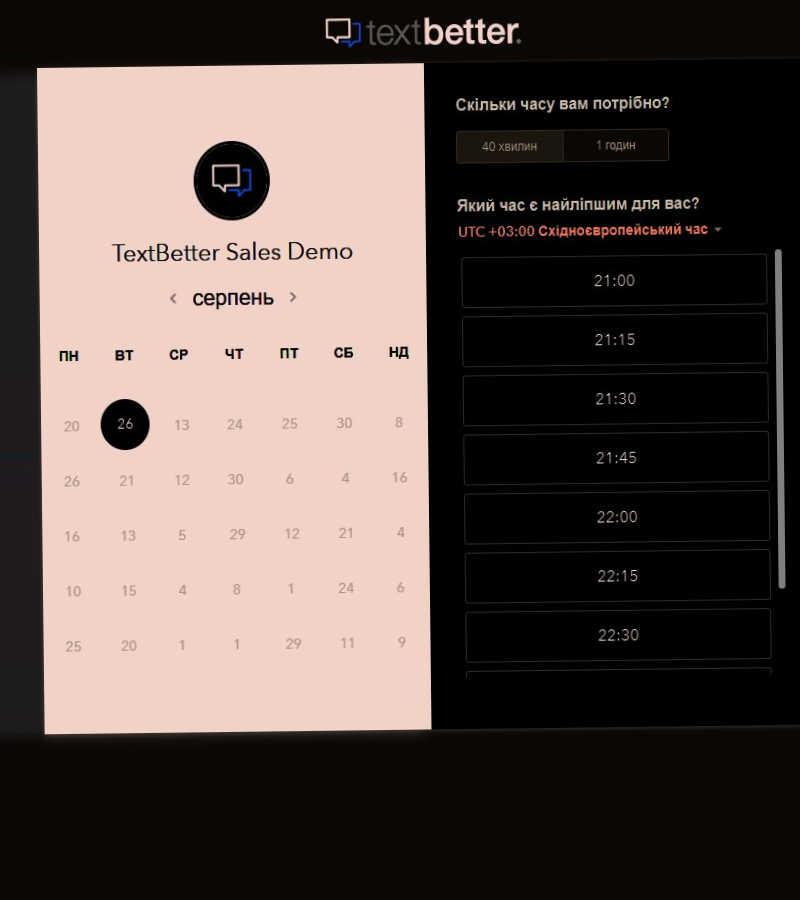 textbetter.
TextBetter Sales Demo
серпень
ПН ВТ СР ЧТ ПТ СБ НД
20 26 13 24 25 30 8
26 21 12 30 6 4 16
16 13 5 29 12 21 4
10 15 4 8 1 24 6
25 20 1 1 29 11 9
Скільки часу вам потрібно?
40 хвилин 1 годин
Який час є найліпшим для вас?
UTC +03:00 Східноєвропейський час
21:00
21:15
21:30
21:45
22:00
22:15
22:30